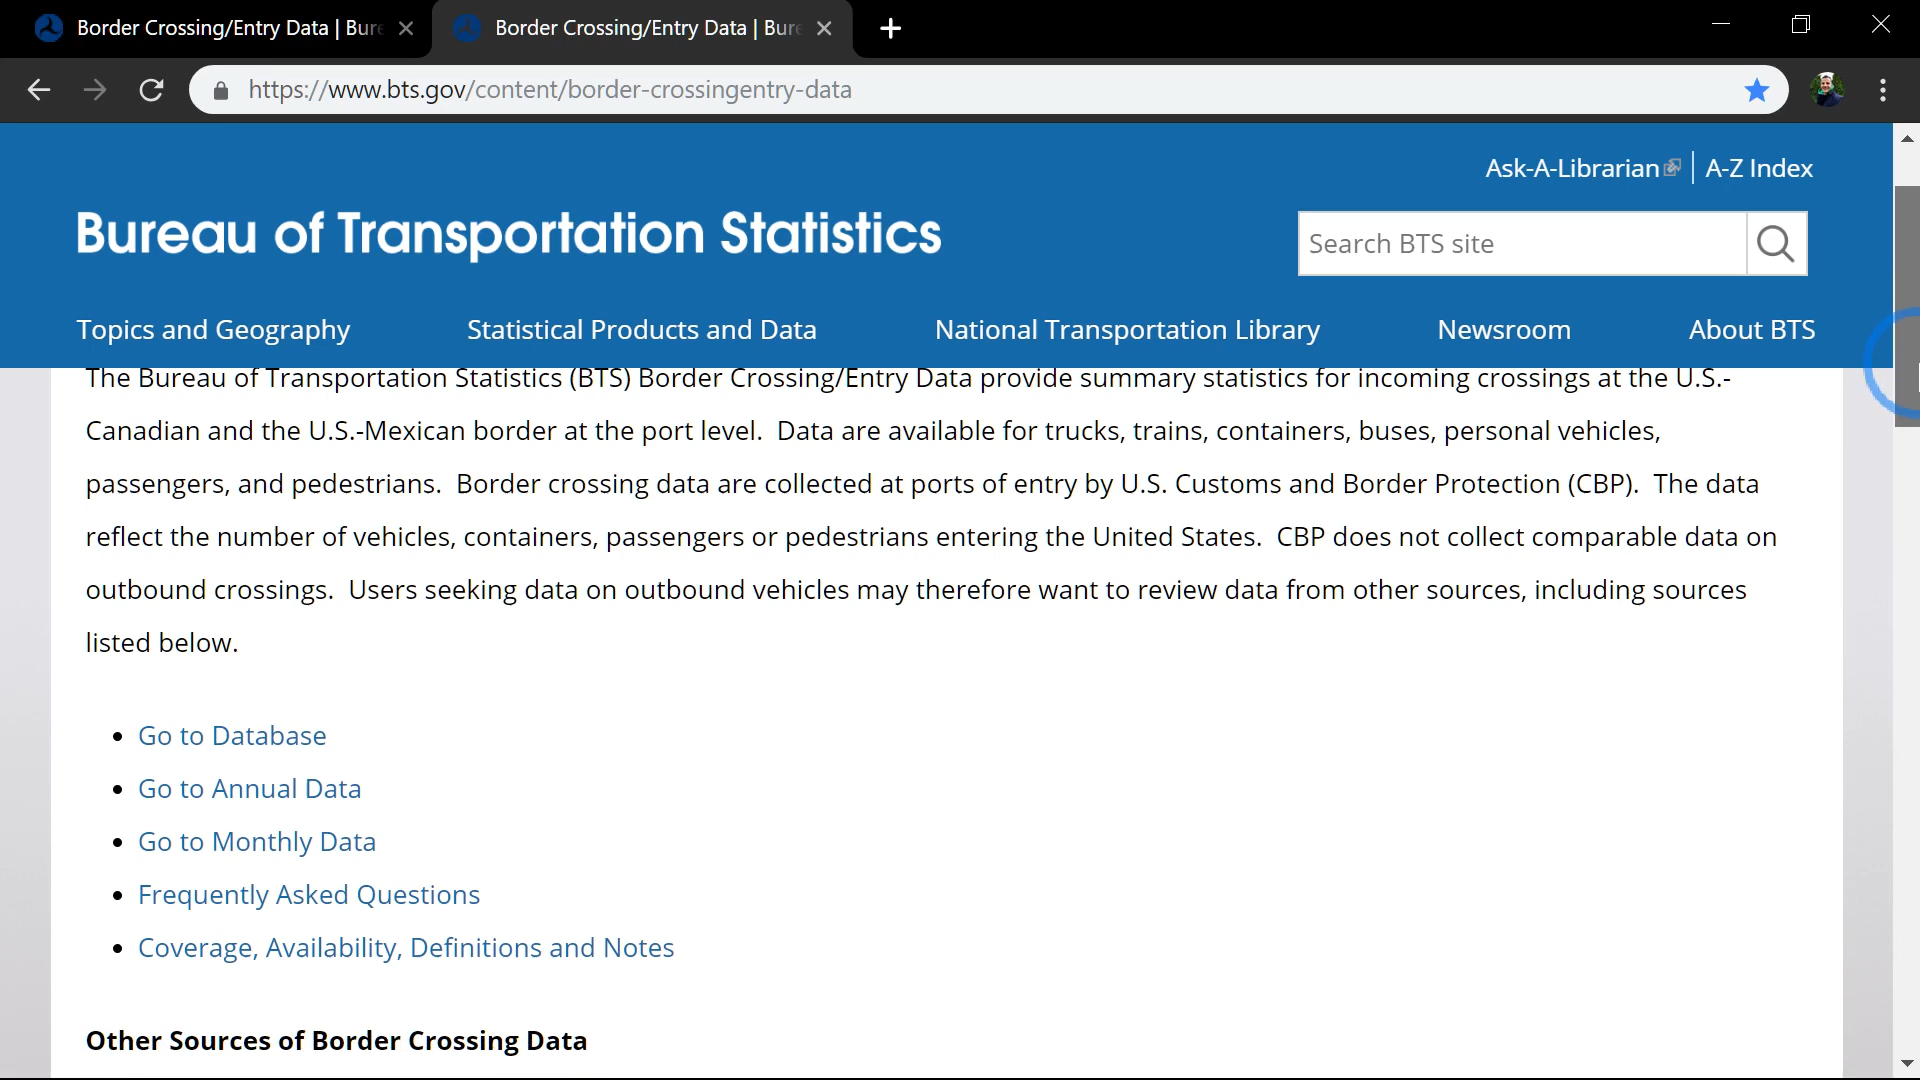 Border Crossing/Entry Data | Bure
Border Crossing/Entry Data | Bure
https://www.bts.gov/content/border-crossingentry-data
Ask-A-Librarian
A-Z Index
Bureau of Transportation Statistics
Search BTS site
Topics and Geography
Statistical Products and Data
National Transportation Library
Newsroom
About BTS
The Bureau of Transportation Statistics (BTS) Border Crossing/Entry Data provide summary statistics for incoming crossings at the U.S.-
Canadian and the U.S.-Mexican border at the port level.  Data are available for trucks, trains, containers, buses, personal vehicles,
passengers, and pedestrians.  Border crossing data are collected at ports of entry by U.S. Customs and Border Protection (CBP).  The data
reflect the number of vehicles, containers, passengers or pedestrians entering the United States.  CBP does not collect comparable data on
outbound crossings.  Users seeking data on outbound vehicles may therefore want to review data from other sources, including sources
listed below.
Go to Database
Go to Annual Data
Go to Monthly Data
Frequently Asked Questions
Coverage, Availability, Definitions and Notes
Other Sources of Border Crossing Data